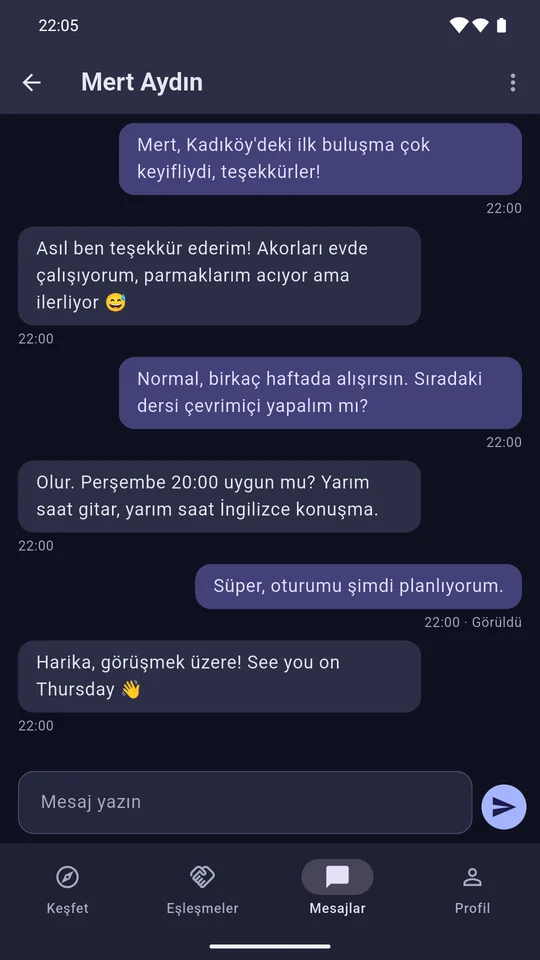 22:05
Mert Aydın
Mert, Kadıköy'deki ilk buluşma çok
keyifliydi, teşekkürler!
22:00
Asıl ben teşekkür ederim! Akorları evde
çalışıyorum, parmaklarım acıyor ama
ilerliyor 😅
22:00
Normal, birkaç haftada alışırsın. Sıradaki
dersi çevrimiçi yapalım mı?
22:00
Olur. Perşembe 20:00 uygun mu? Yarım
saat gitar, yarım saat İngilizce konuşma.
22:00
Süper, oturumu şimdi planlıyorum.
22:00 · Görüldü
Harika, görüşmek üzere! See you on
Thursday 👋
22:00
Mesaj yazın
Keşfet
Eşleşmeler
Mesajlar
Profil